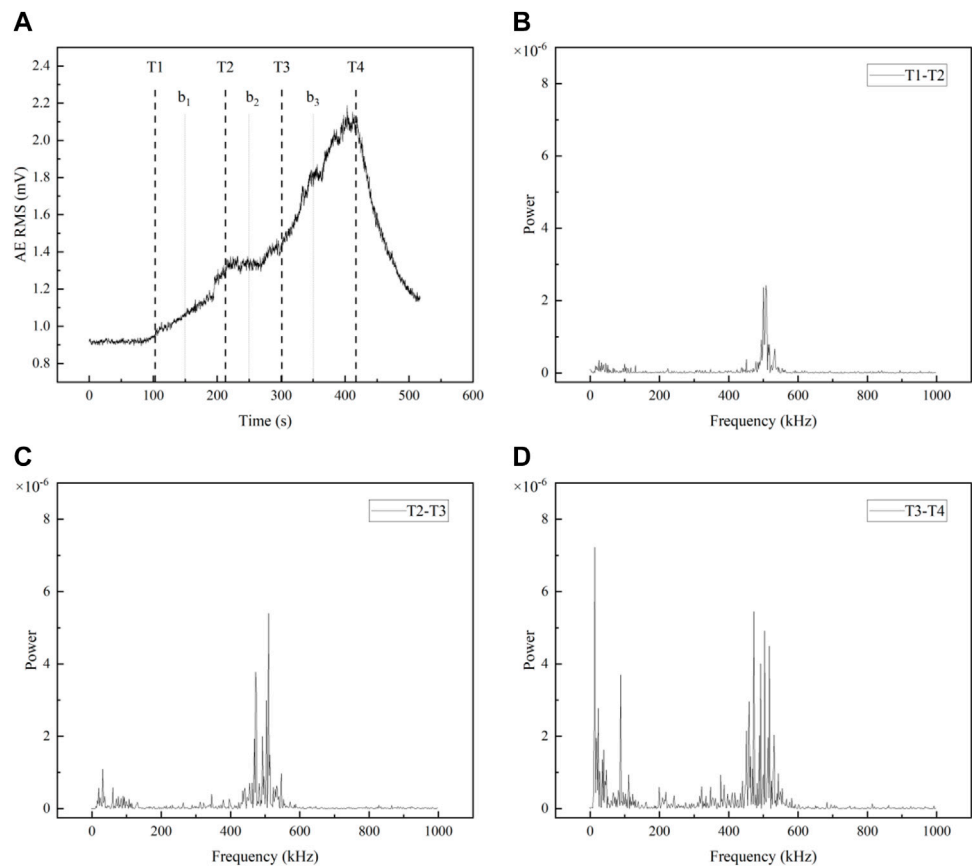 A
T1 T2 T3 T4
b1 b2 b3
2.4
2.2
2.0
1.8
1.6
1.4
1.2
1.0
0.8
AE RMS (mV)
0 100 200 300 400 500 600
Time (s)
B
×10-6
T1-T2
8
6
4
2
0
Power
0 200 400 600 800 1000
Frequency (kHz)
C
×10-6
T2-T3
8
6
4
2
0
Power
0 200 400 600 800 1000
Frequency (kHz)
D
×10-6
T3-T4
8
6
4
2
0
Power
0 200 400 600 800 1000
Frequency (kHz)